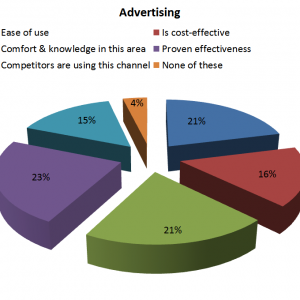 Advertising
Ease of use
Is cost-effective
Comfort & knowledge in this area
Proven effectiveness
Competitors are using this channel
None of these
4%
21%
15%
16%
23%
21%